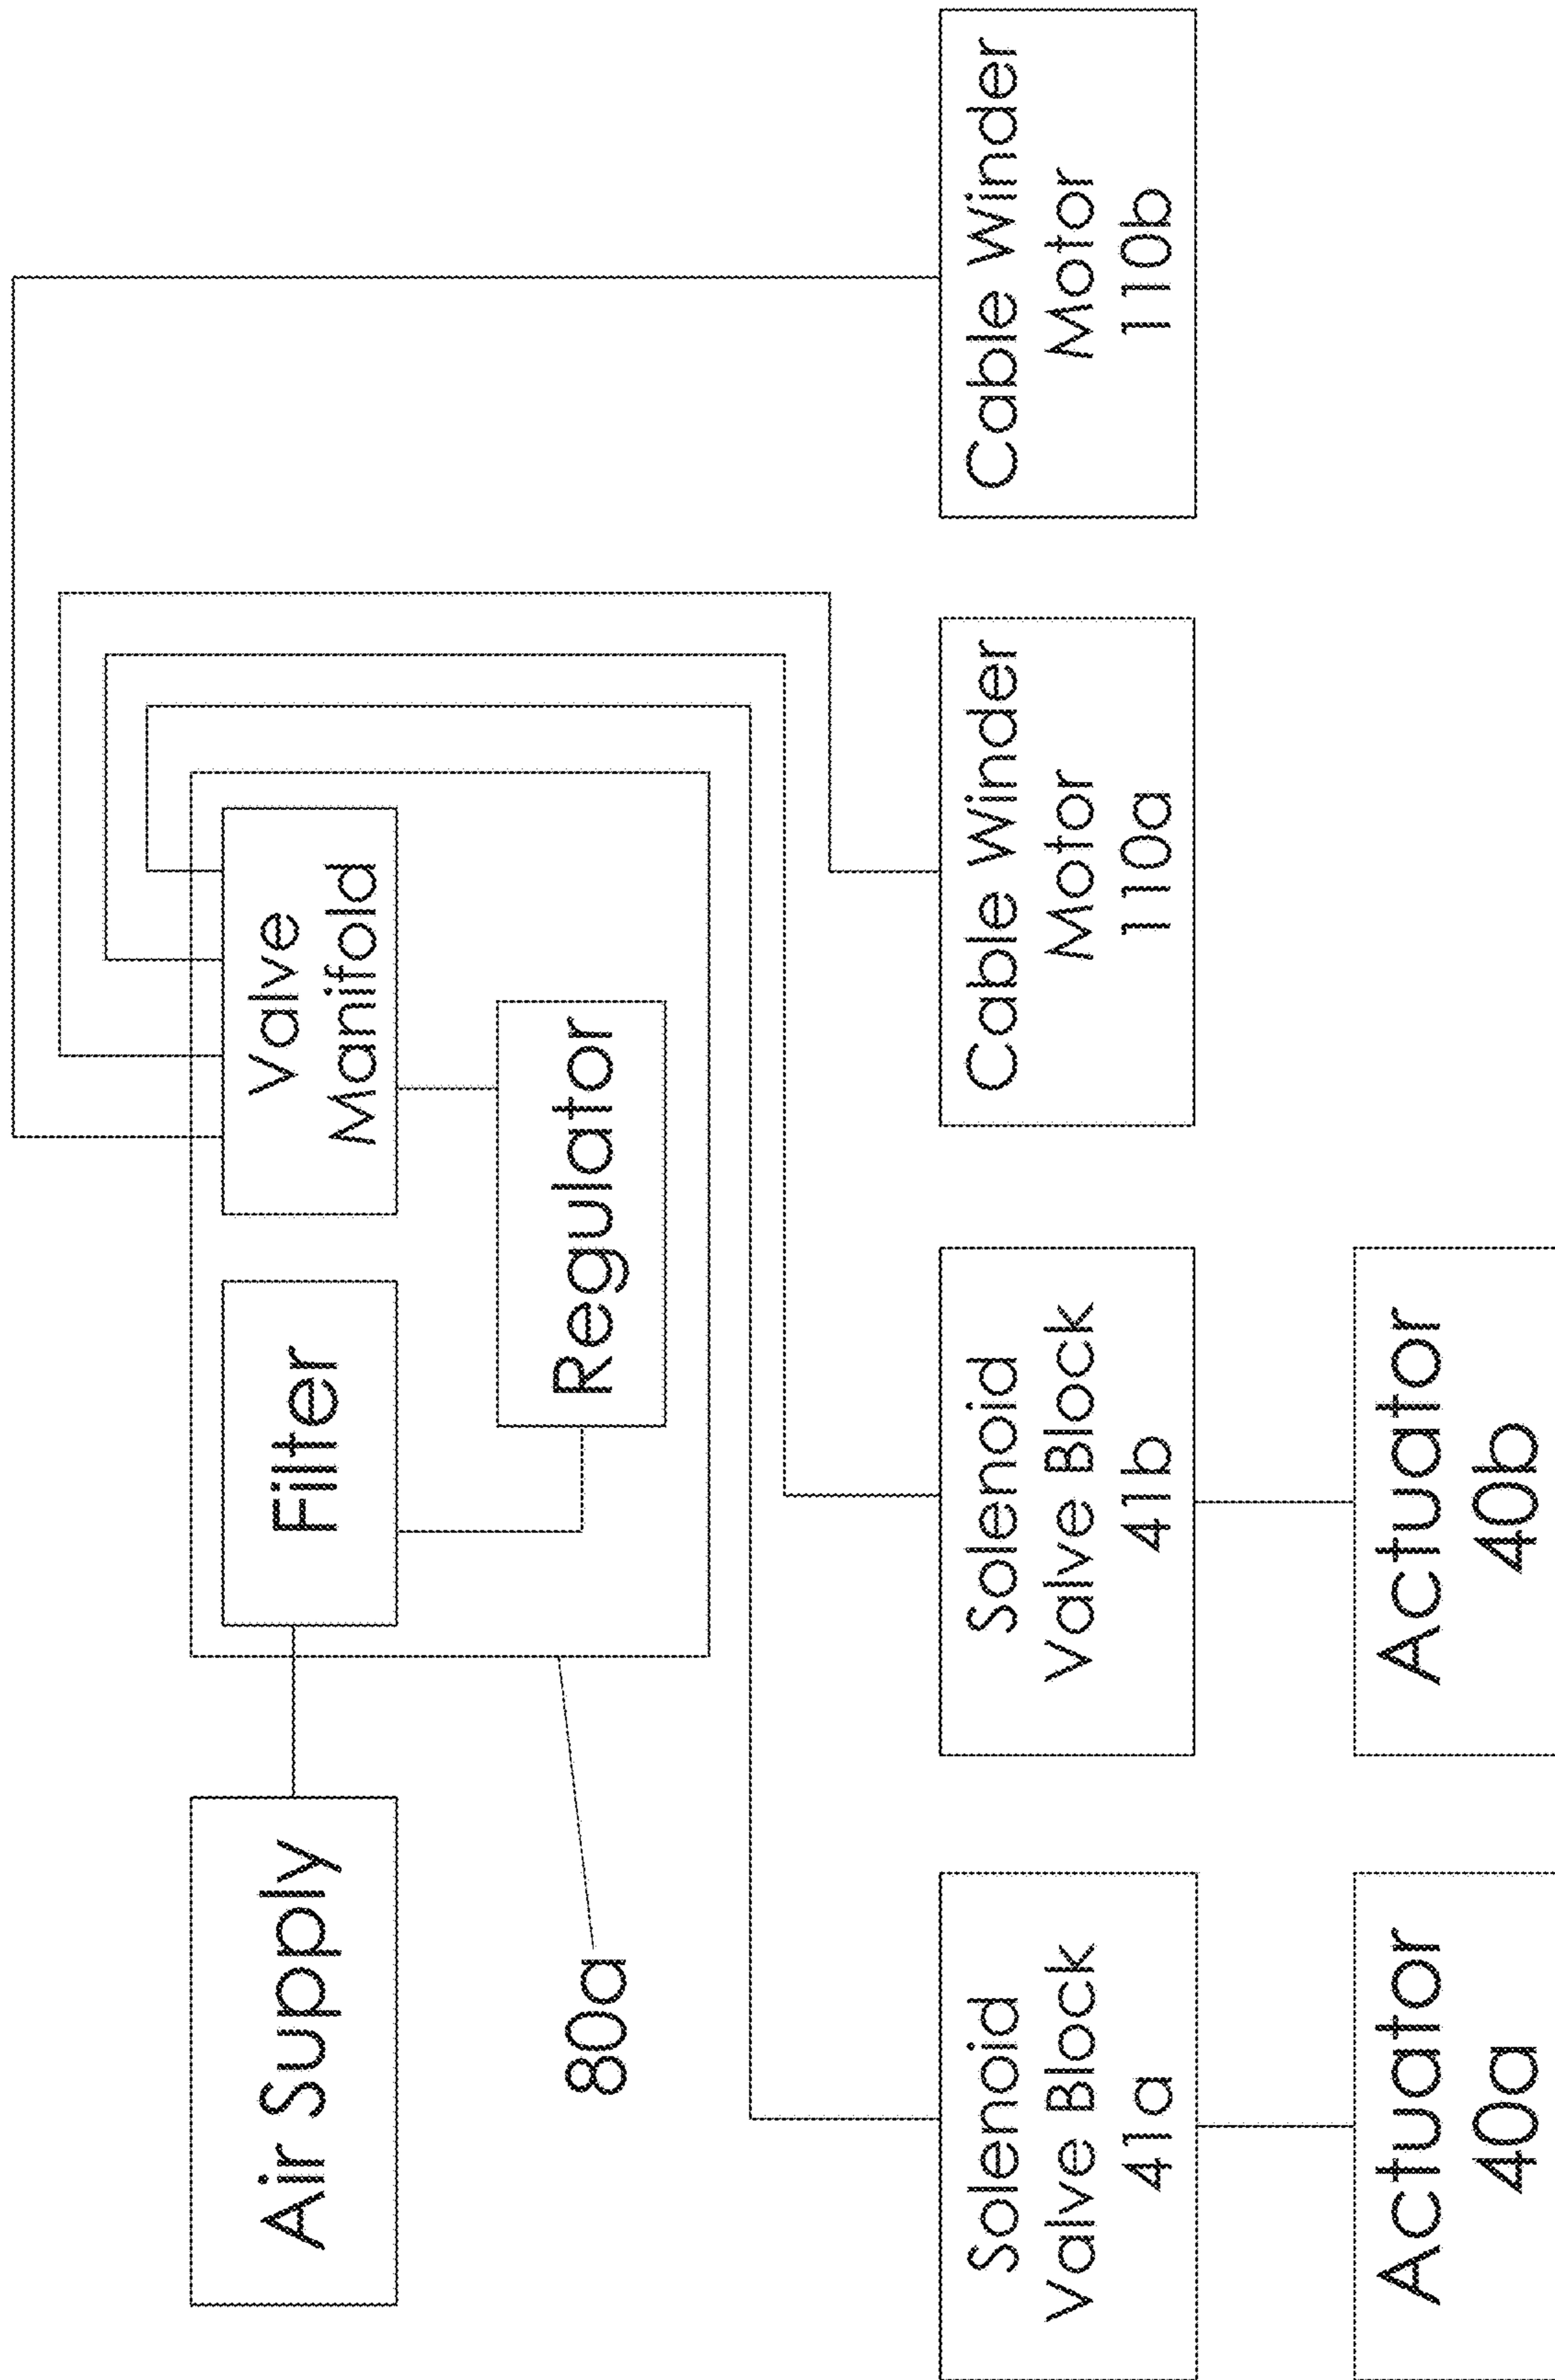 Air Supply
Filter
Valve
Manifold
Regulator
80a
Solenoid
Valve Block
41a
Solenoid
Valve Block
41b
Cable Winder
Motor
110a
Cable Winder
Motor
110b
Actuator
40a
Actuator
40b